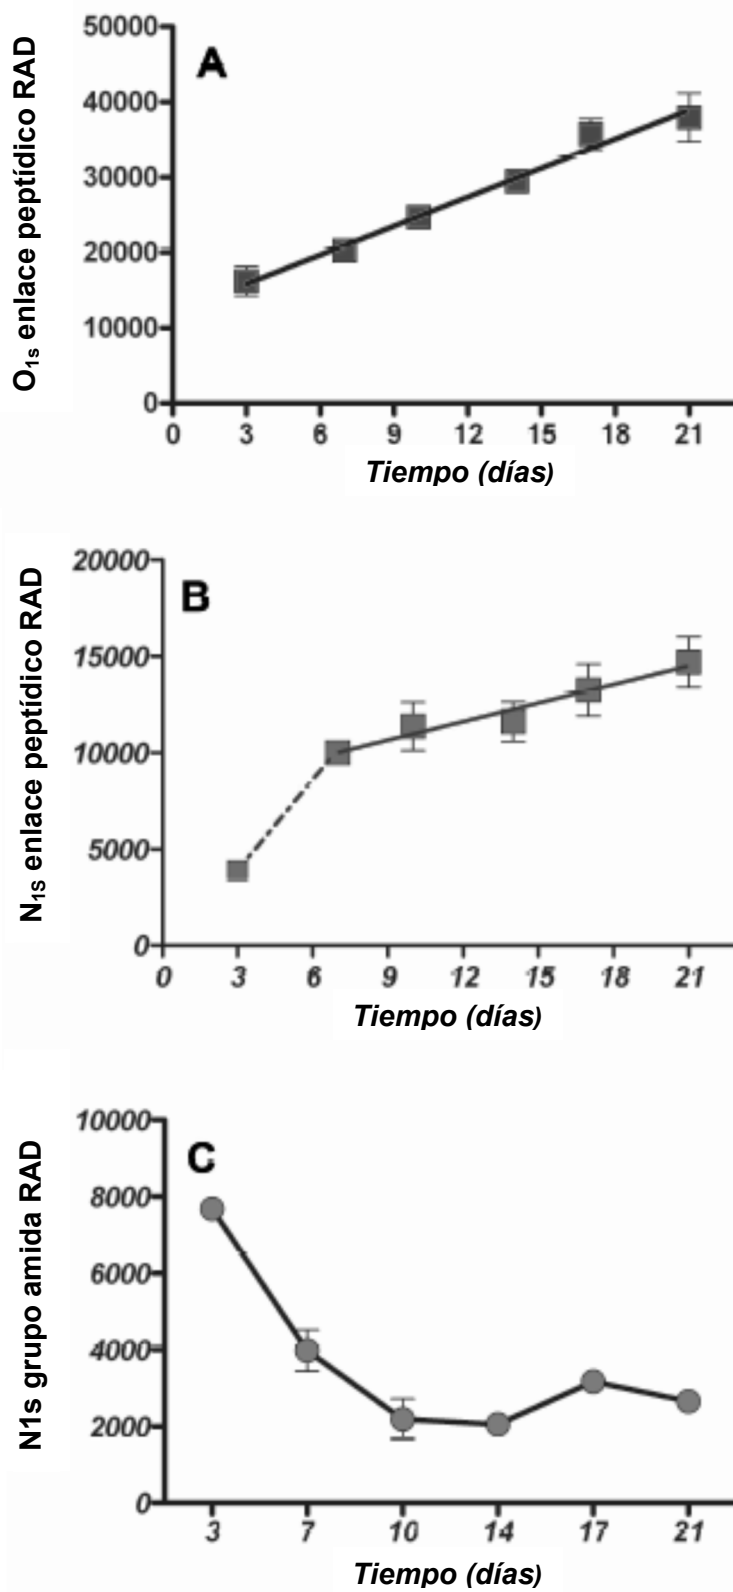 A
O1s enlace peptídico RAD
50000
40000
30000
20000
10000
0
0 3 6 9 12 15 18 21
Tiempo (días)
B
N1S enlace peptídico RAD
20000
15000
10000
5000
0
0 3 6 9 12 15 18 21
Tiempo (días)
C
N1s grupo amida RAD
10000
8000
6000
4000
2000
0
3 7 10 14 17 21
Tiempo (días)